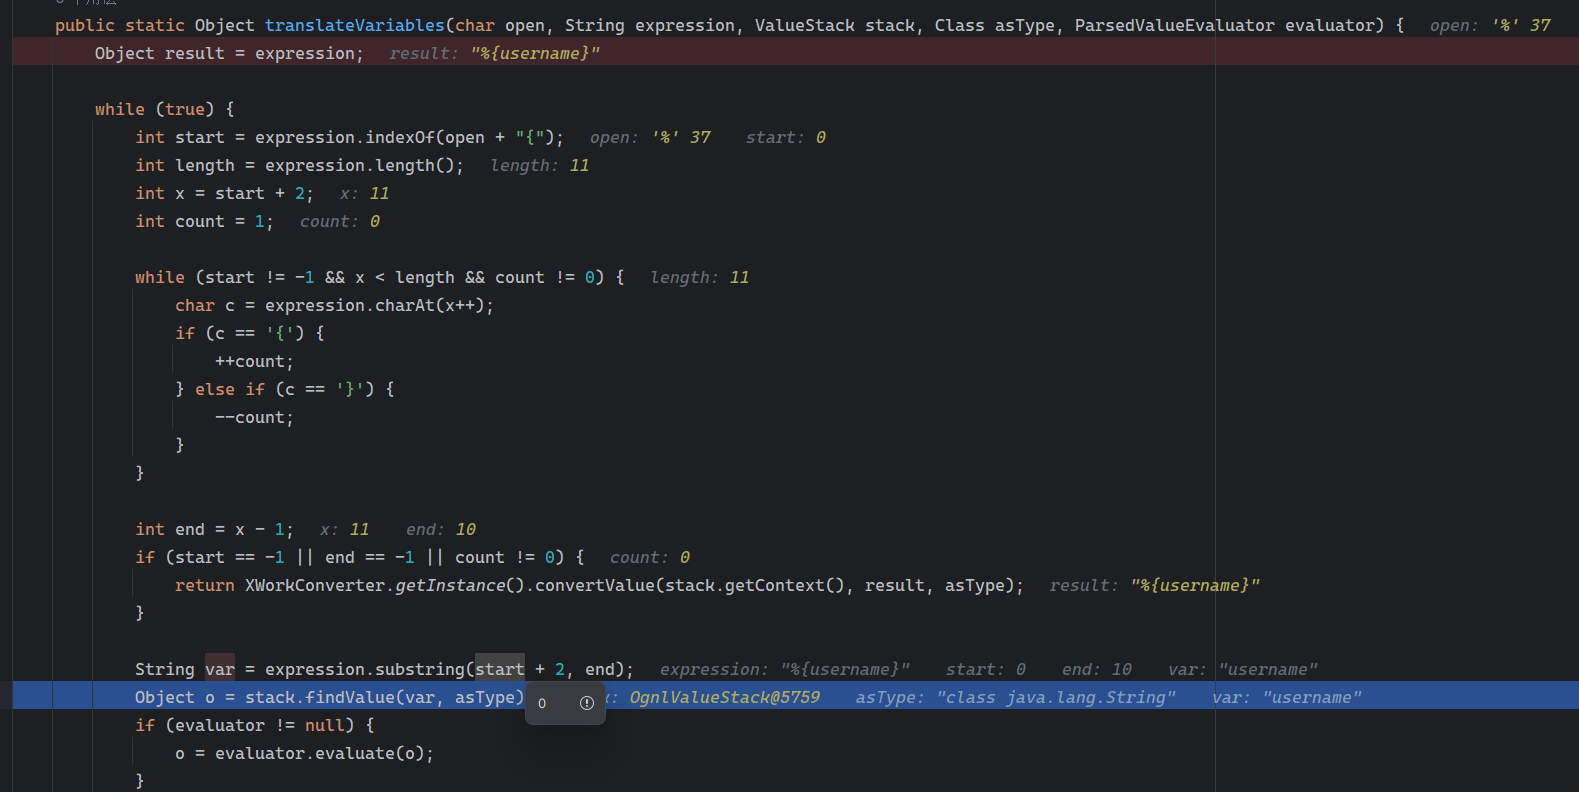 public static Object translateVariables(char open, String expression, ValueStack stack, Class asType, ParsedValueEvaluator evaluator) {   open: '%' 37
    Object result = expression;   result: "%{username}"
    while (true) {
        int start = expression.indexOf(open + "{");   open: '%' 37    start: 0
        int length = expression.length();   length: 11
        int x = start + 2;   x: 11
        int count = 1;   count: 0
        while (start != -1 && x < length && count != 0) {   length: 11
            char c = expression.charAt(x++);
            if (c == '{') {
                ++count;
            } else if (c == '}') {
                --count;
            }
        }
        int end = x - 1;   x: 11    end: 10
        if (start == -1 || end == -1 || count != 0) {   count: 0
            return XWorkConverter.getInstance().convertValue(stack.getContext(), result, asType);   result: "%{username}"
        }
        String var = expression.substring(start + 2, end);   expression: "%{username}"    start: 0    end: 10    var: "username"
        Object o = stack.findValue(var, asType)   OgnlValueStack@5759    asType: "class java.lang.String"    var: "username"
0
        if (evaluator != null) {
            o = evaluator.evaluate(o);
        }